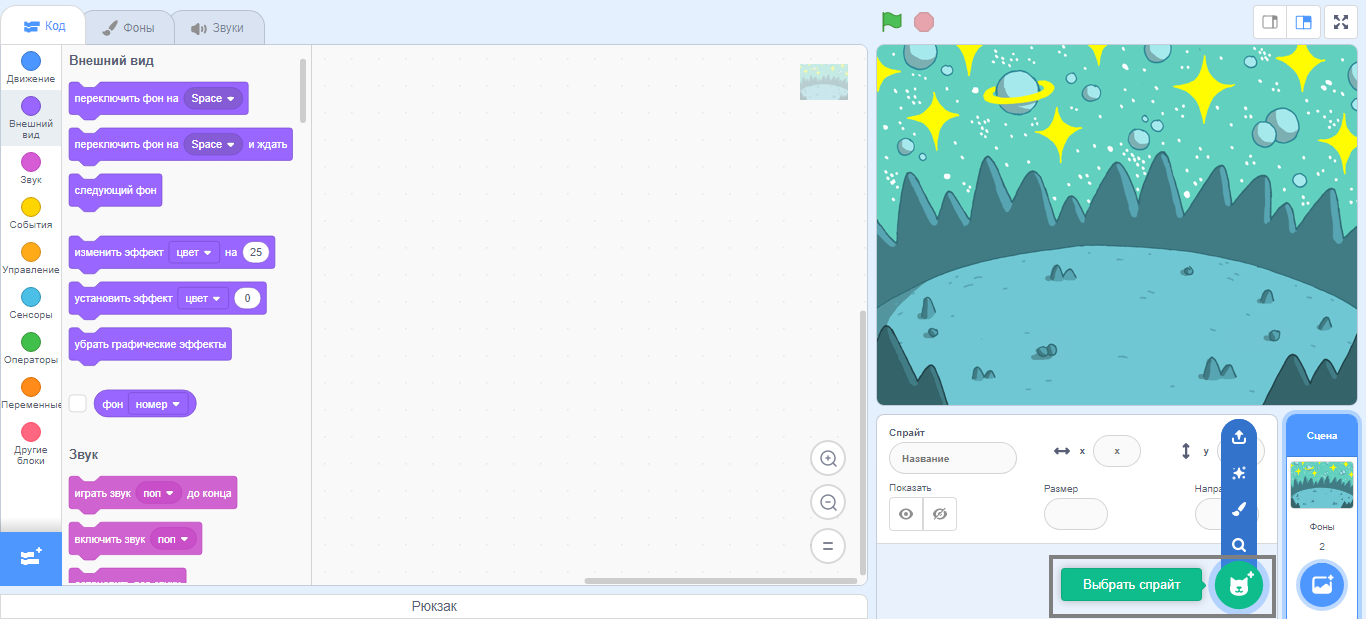 Код
Фоны
Звуки
Движение
Внешний
вид
Звук
События
Управление
Сенсоры
Операторы
Переменные
Другие
блоки
Внешний вид
переключить фон на Space
переключить фон на Space и ждать
следующий фон
изменить эффект цвет на 25
установить эффект цвет 0
убрать графические эффекты
фон номер
Звук
играть звук поп до конца
включить звук поп
Рюкзак
Спрайт
Название
x x
y
Показать
Размер
Напра
Выбрать спрайт
Сцена
Фоны
2